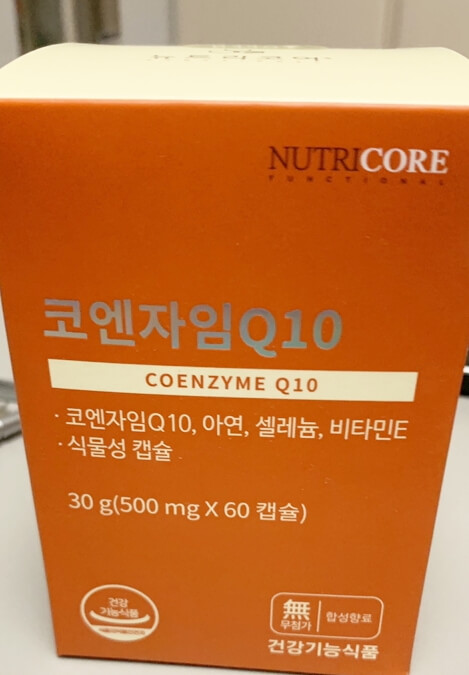 NUTRICORE
FUNCTIONAL
코엔자임Q10
COENZYME Q10
· 코엔자임Q10, 아연, 셀레늄, 비타민E
· 식물성 캡슐
30 g(500 mg X 60 캡슐)
건강
기능식품
無
무첨가
합성향료
건강기능식품